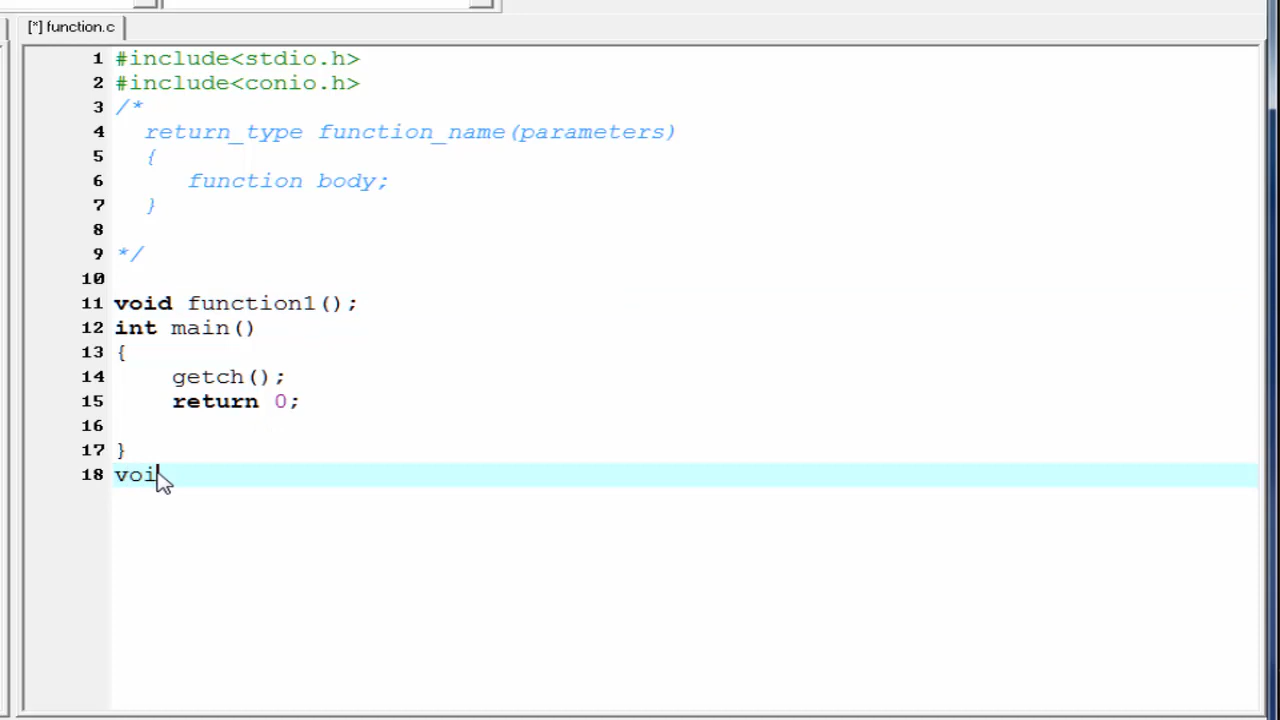 [*] function.c
1 #include<stdio.h>
2 #include<conio.h>
3 /*
4 return_type function_name(parameters)
5 {
6 function body;
7 }
8
9 */
10
11 void function1();
12 int main()
13 {
14 getch();
15 return 0;
16
17 }
18 voi